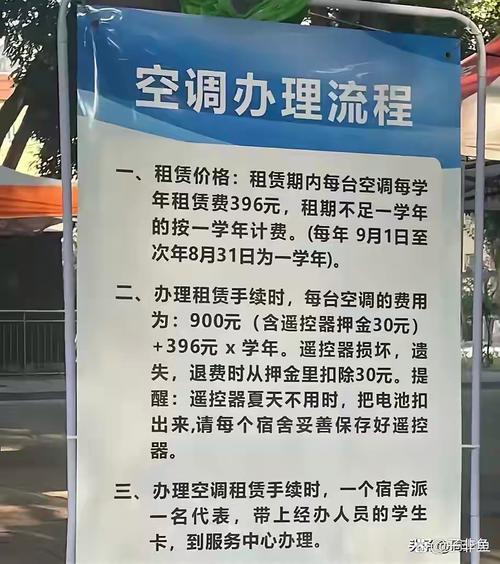 空调办理流程
一、租赁价格：租赁期内每台空调每学
年租赁费396元，租期不足一学年
的按一学年计费。(每年 9月1日至
次年8月31日为一学年)。
二、办理租赁手续时，每台空调的费用
为：900元（含遥控器押金30元）
+396元 x 学年。遥控器损坏，遗
失，退费时从押金里扣除30元。提
醒：遥控器夏天不用时，把电池扣
出来,请每个宿舍妥善保存好遥控
器。
三、办理空调租赁手续时，一个宿舍派
一名代表，带上经办人员的学生
卡，到服务中心办理。